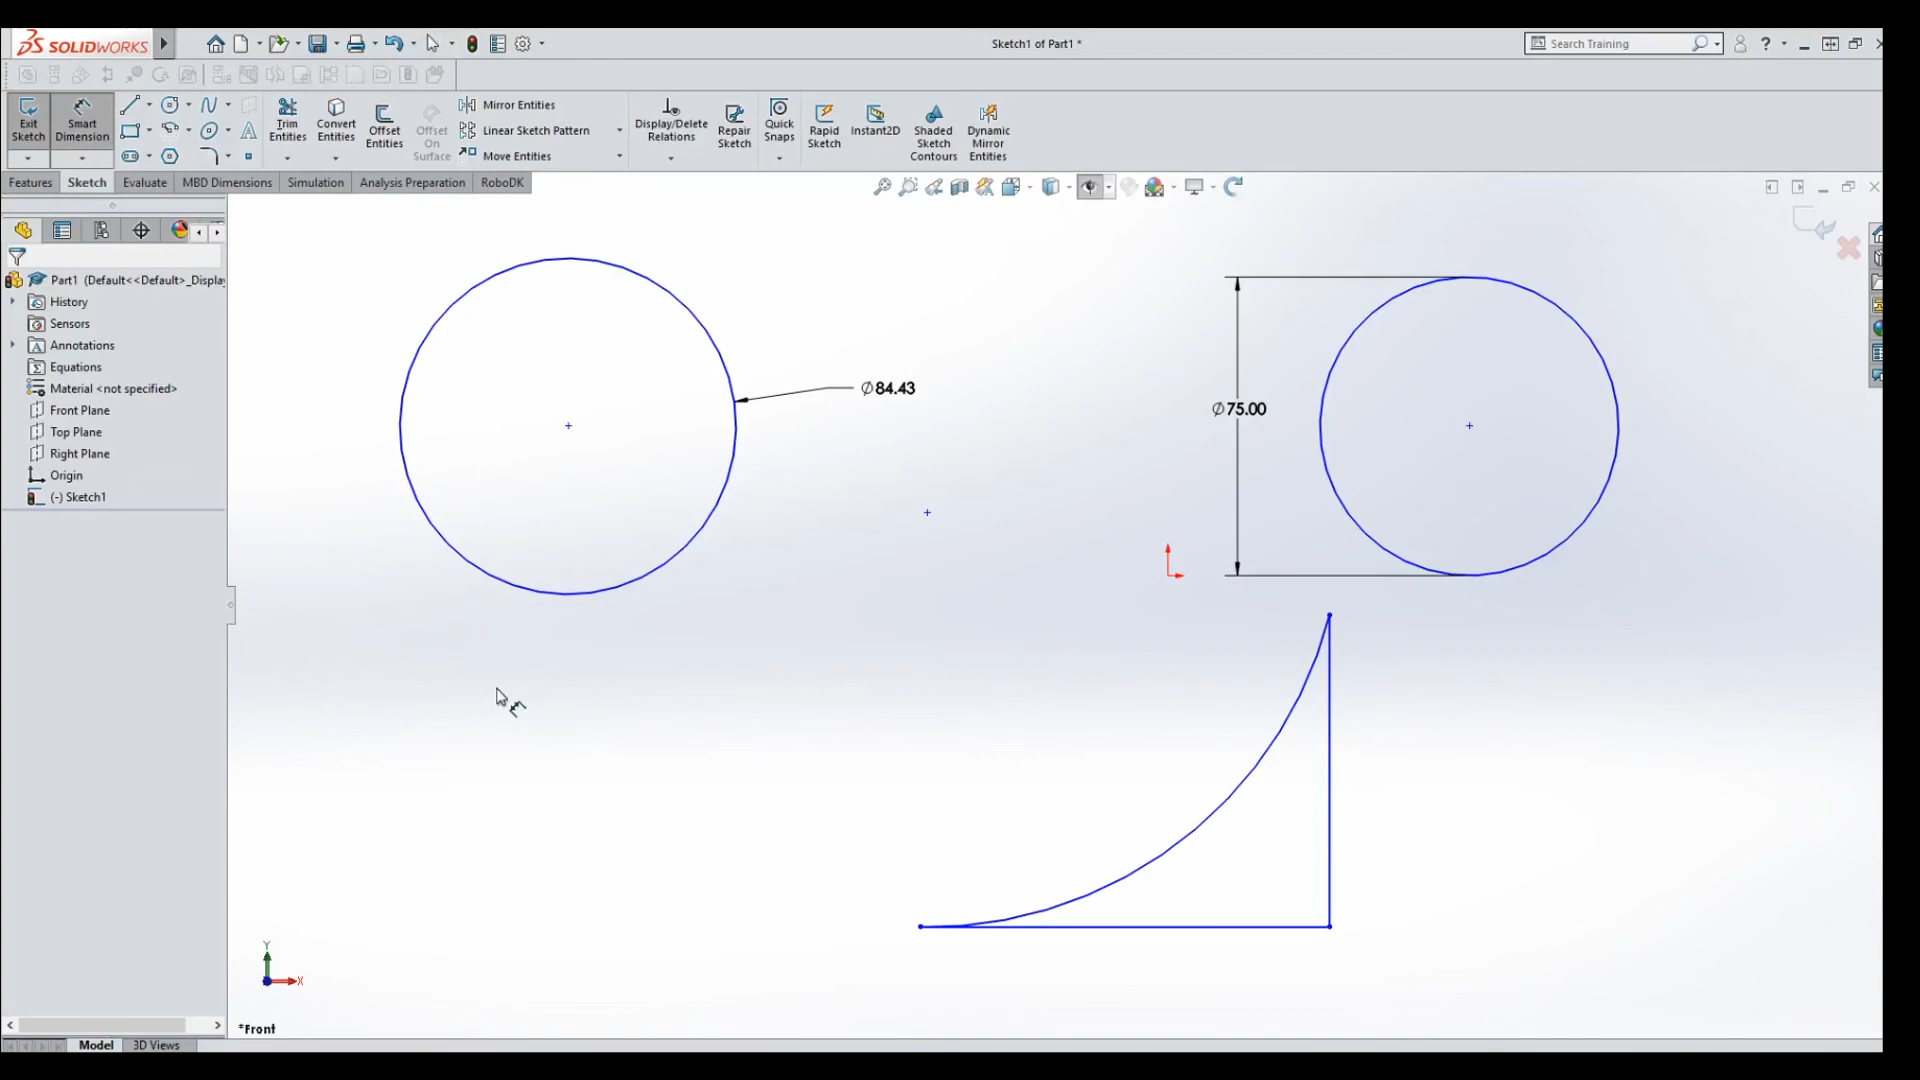 SOLIDWORKS
Sketch1 of Part1 *
Search Training
?
Exit Sketch
Smart Dimension
Trim Entities
Convert Entities
Offset Entities
Offset On Surface
Mirror Entities
Linear Sketch Pattern
Move Entities
Display/Delete Relations
Repair Sketch
Quick Snaps
Rapid Sketch
Instant2D
Shaded Sketch Contours
Dynamic Mirror Entities
Features Sketch Evaluate MBD Dimensions Simulation Analysis Preparation RoboDK
Part1 (Default<<Default>_Displa
History
Sensors
Annotations
Equations
Material <not specified>
Front Plane
Top Plane
Right Plane
Origin
(-) Sketch1
∅84.43
∅75.00
Y
X
*Front
Model 3D Views